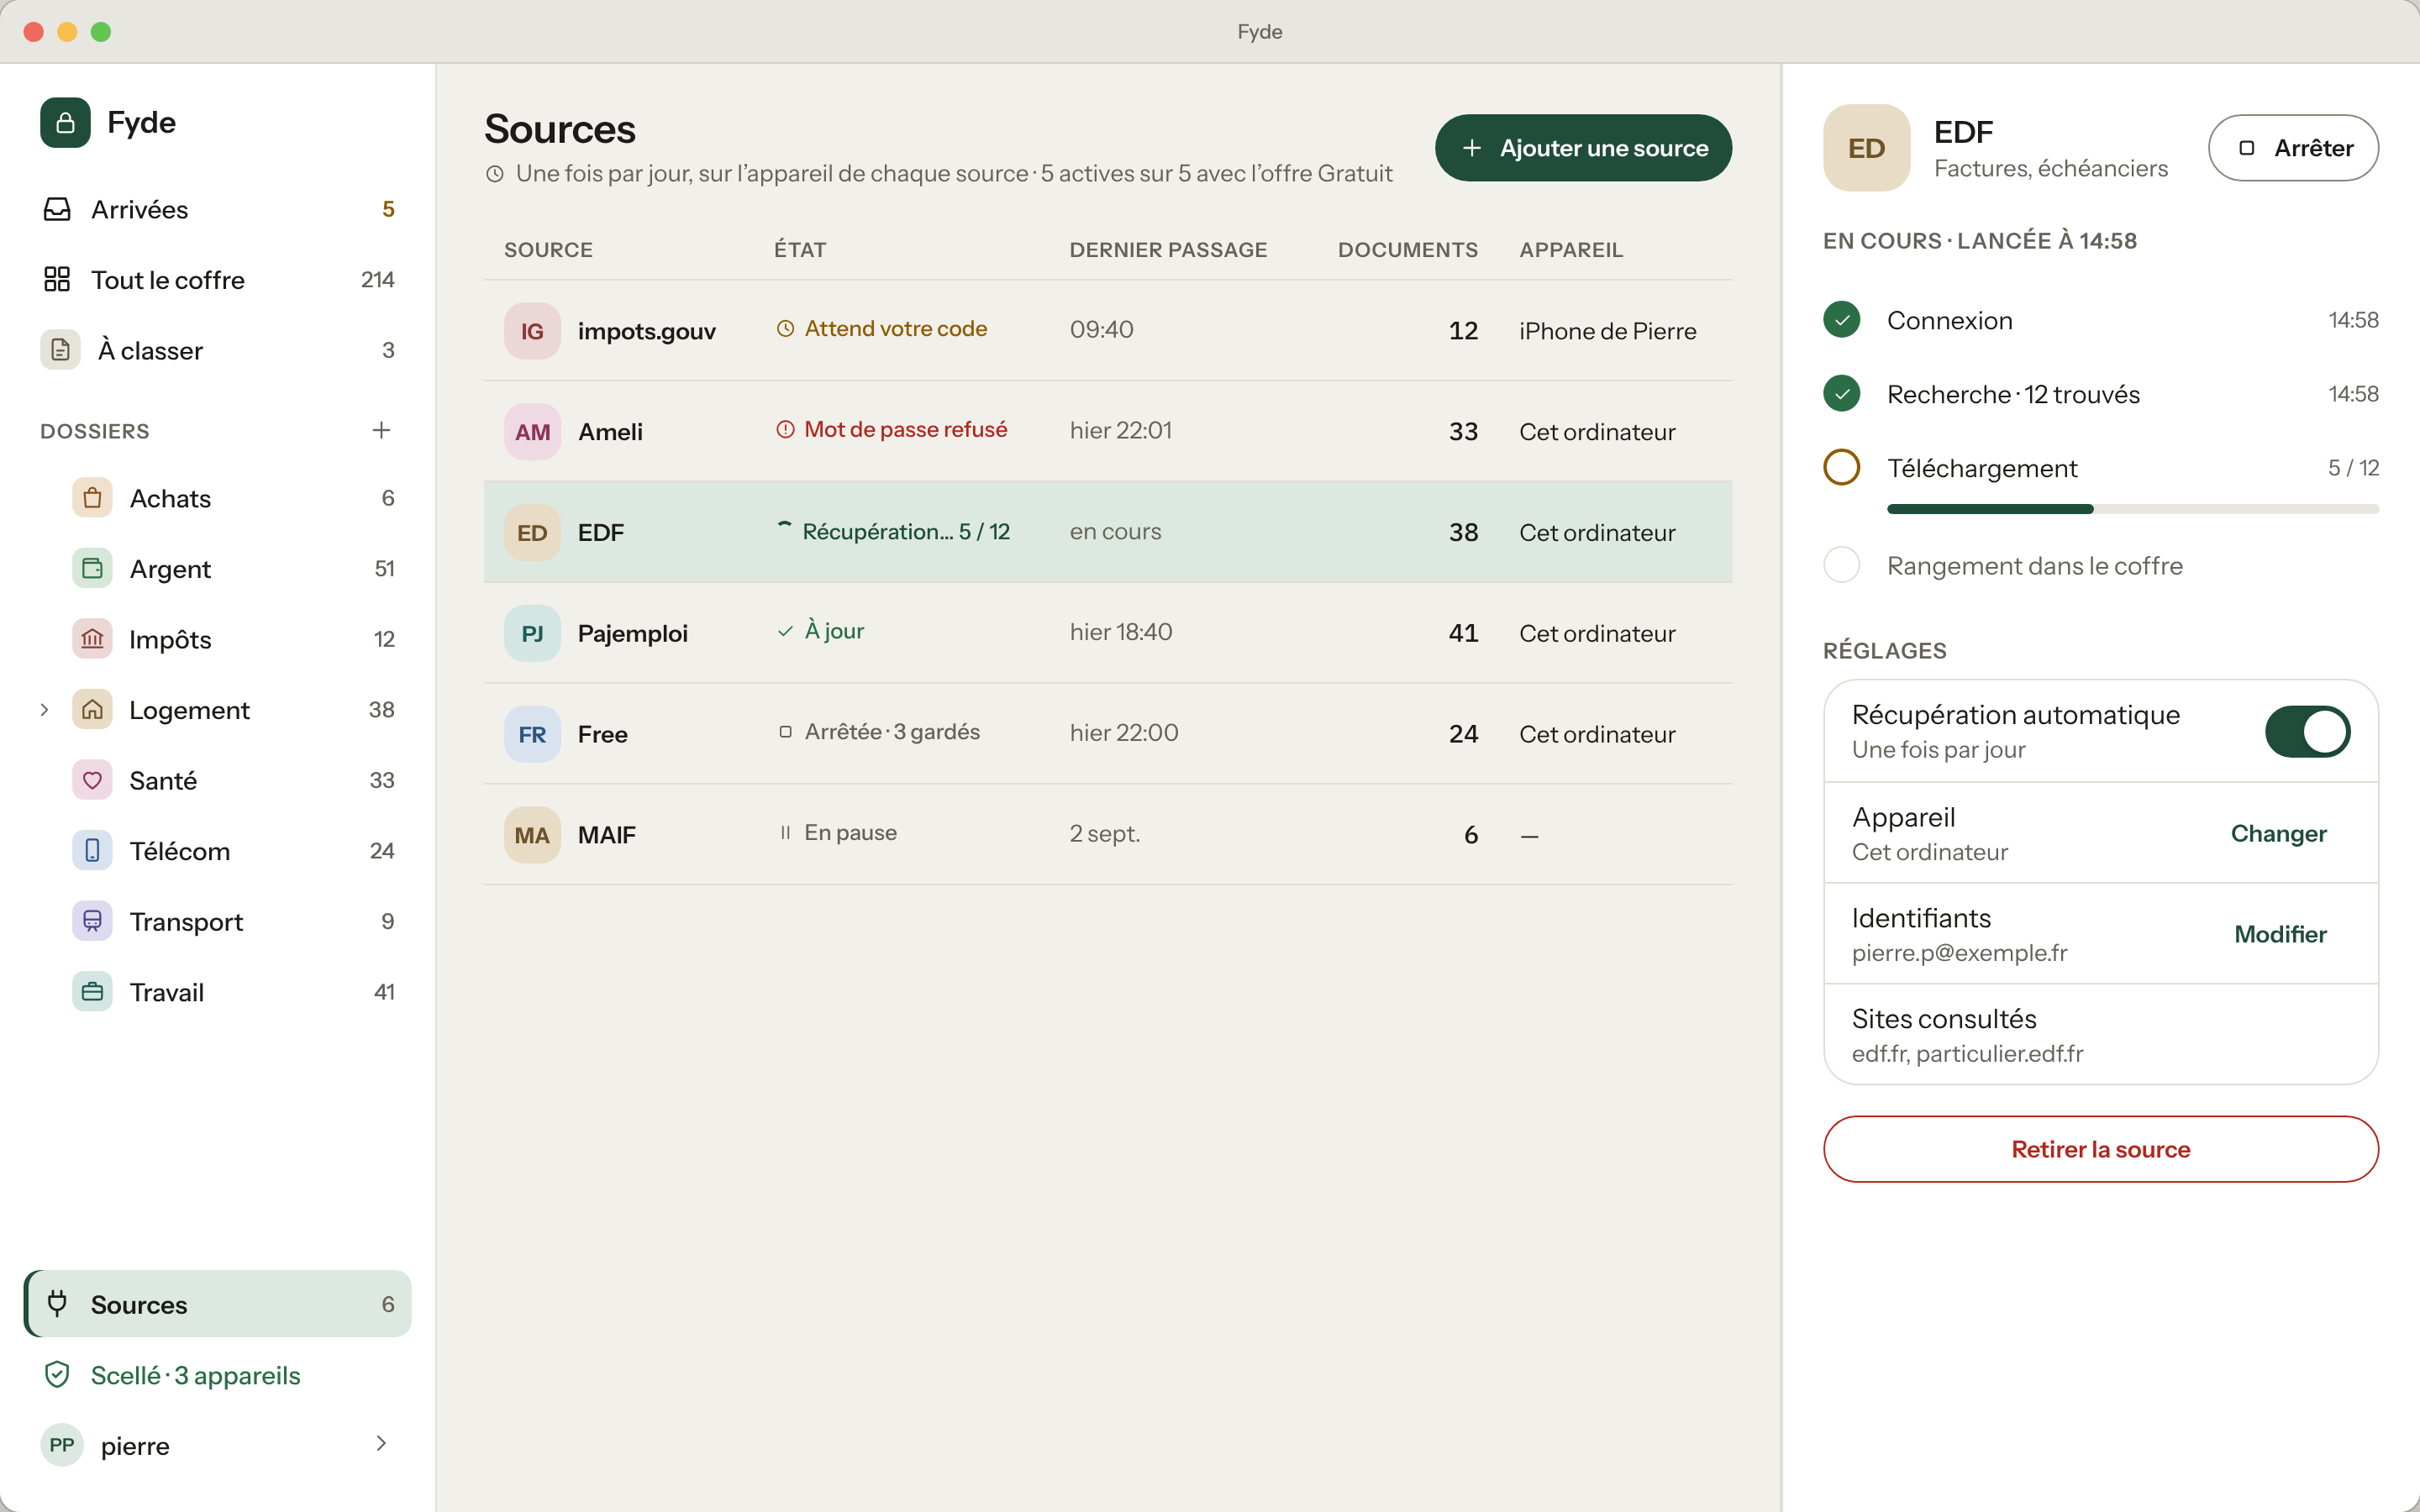 Fyde
Fyde
Arrivées 5
Tout le coffre 214
À classer 3
DOSSIERS
Achats 6
Argent 51
Impôts 12
Logement 38
Santé 33
Télécom 24
Transport 9
Travail 41
Sources 6
Scellé · 3 appareils
PP pierre
Sources
Une fois par jour, sur l’appareil de chaque source · 5 actives sur 5 avec l’offre Gratuit
Ajouter une source
SOURCE ÉTAT DERNIER PASSAGE DOCUMENTS APPAREIL
IG impots.gouv Attend votre code 09:40 12 iPhone de Pierre
AM Ameli Mot de passe refusé hier 22:01 33 Cet ordinateur
ED EDF Récupération… 5 / 12 en cours 38 Cet ordinateur
PJ Pajemploi À jour hier 18:40 41 Cet ordinateur
FR Free Arrêtée · 3 gardés hier 22:00 24 Cet ordinateur
MA MAIF En pause 2 sept. 6 —
ED EDF
Factures, échéanciers
Arrêter
EN COURS · LANCÉE À 14:58
Connexion 14:58
Recherche · 12 trouvés 14:58
Téléchargement 5 / 12
Rangement dans le coffre
RÉGLAGES
Récupération automatique
Une fois par jour
Appareil
Cet ordinateur
Changer
Identifiants
pierre.p@exemple.fr
Modifier
Sites consultés
edf.fr, particulier.edf.fr
Retirer la source